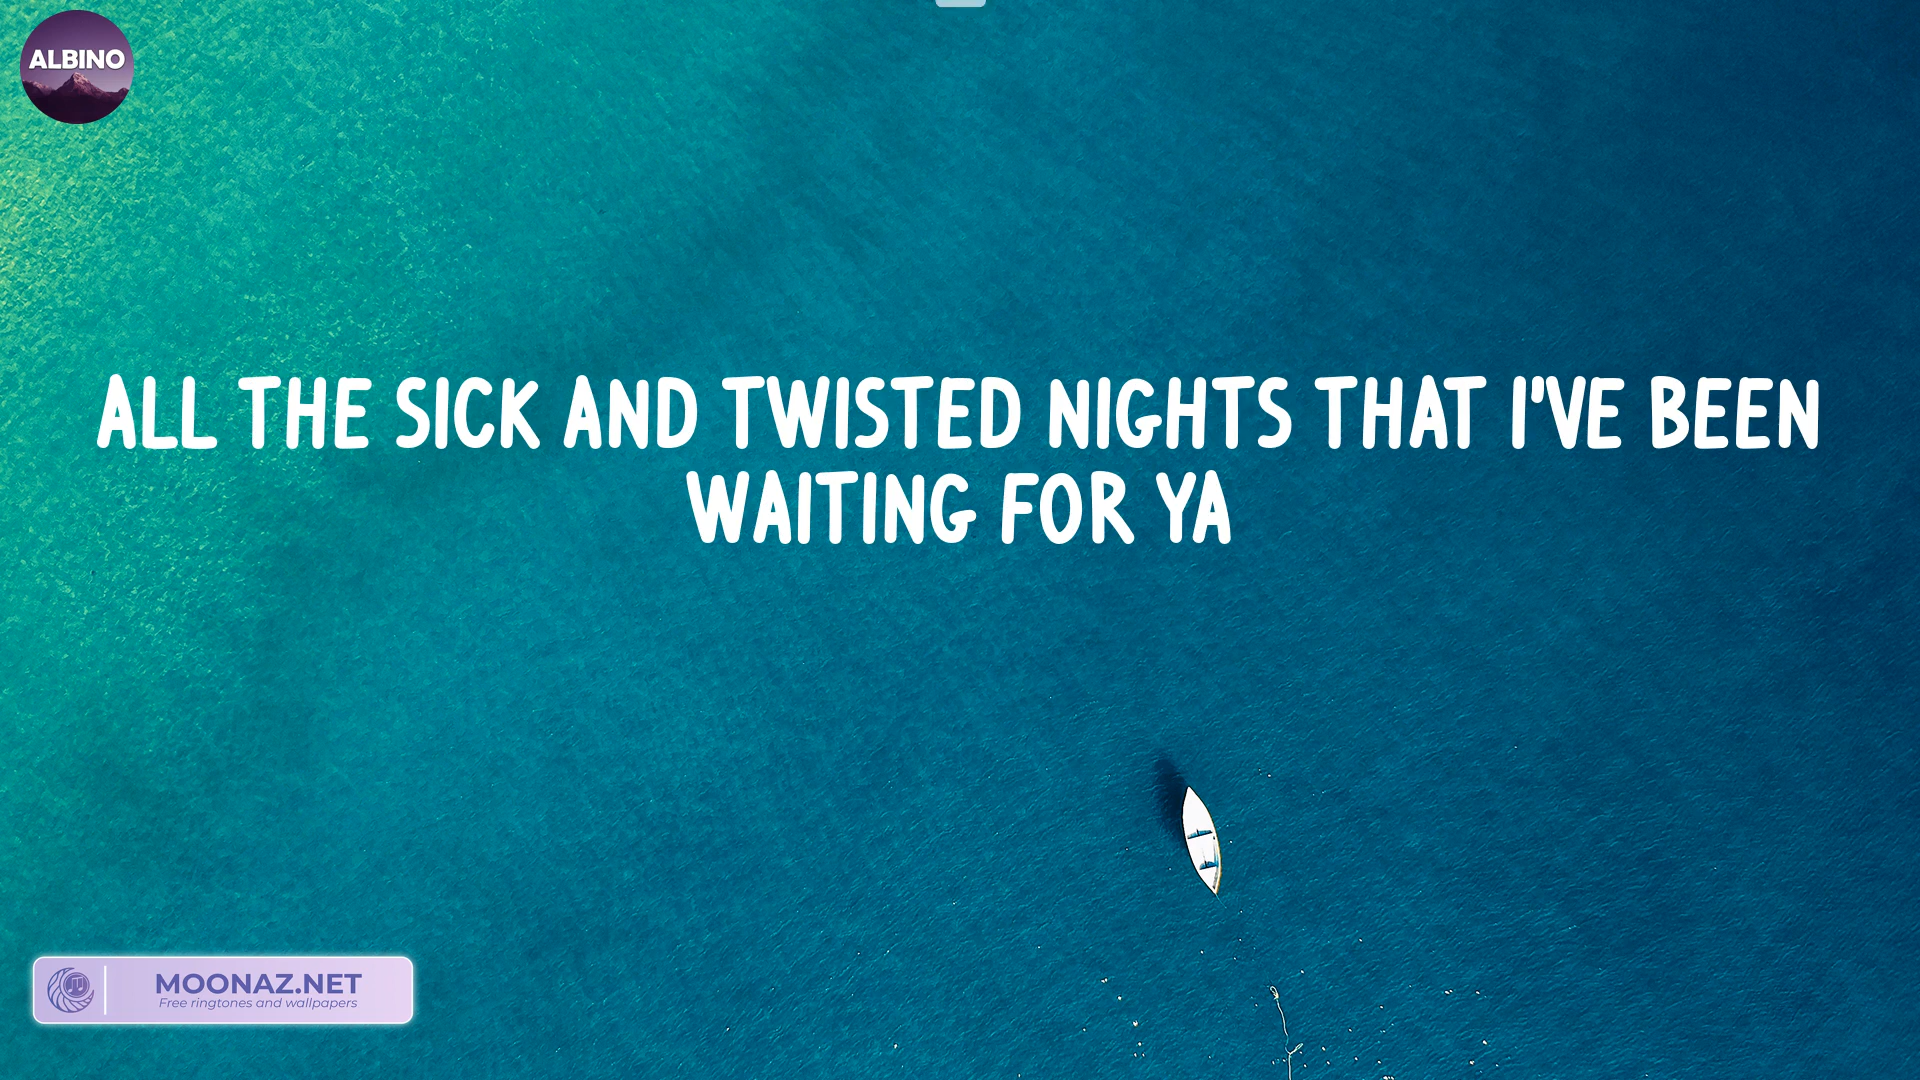 ALBINO
ALL THE SICK AND TWISTED NIGHTS THAT I'VE BEEN
WAITING FOR YA
MOONAZ.NET
Free ringtones and wallpapers